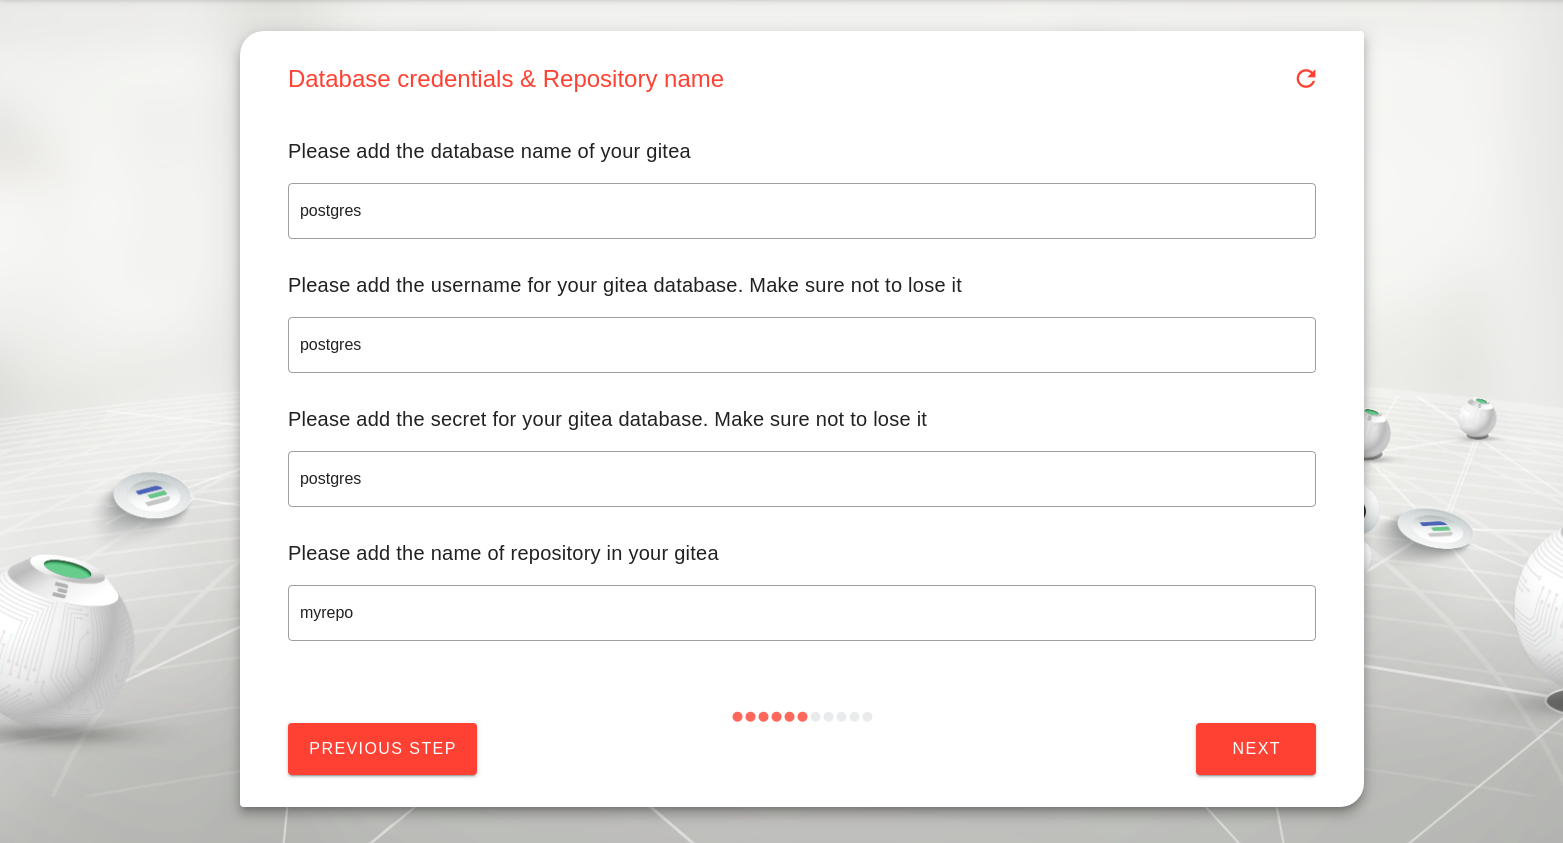 Database credentials & Repository name
Please add the database name of your gitea
postgres
Please add the username for your gitea database. Make sure not to lose it
postgres
Please add the secret for your gitea database. Make sure not to lose it
postgres
Please add the name of repository in your gitea
myrepo
PREVIOUS STEP
NEXT